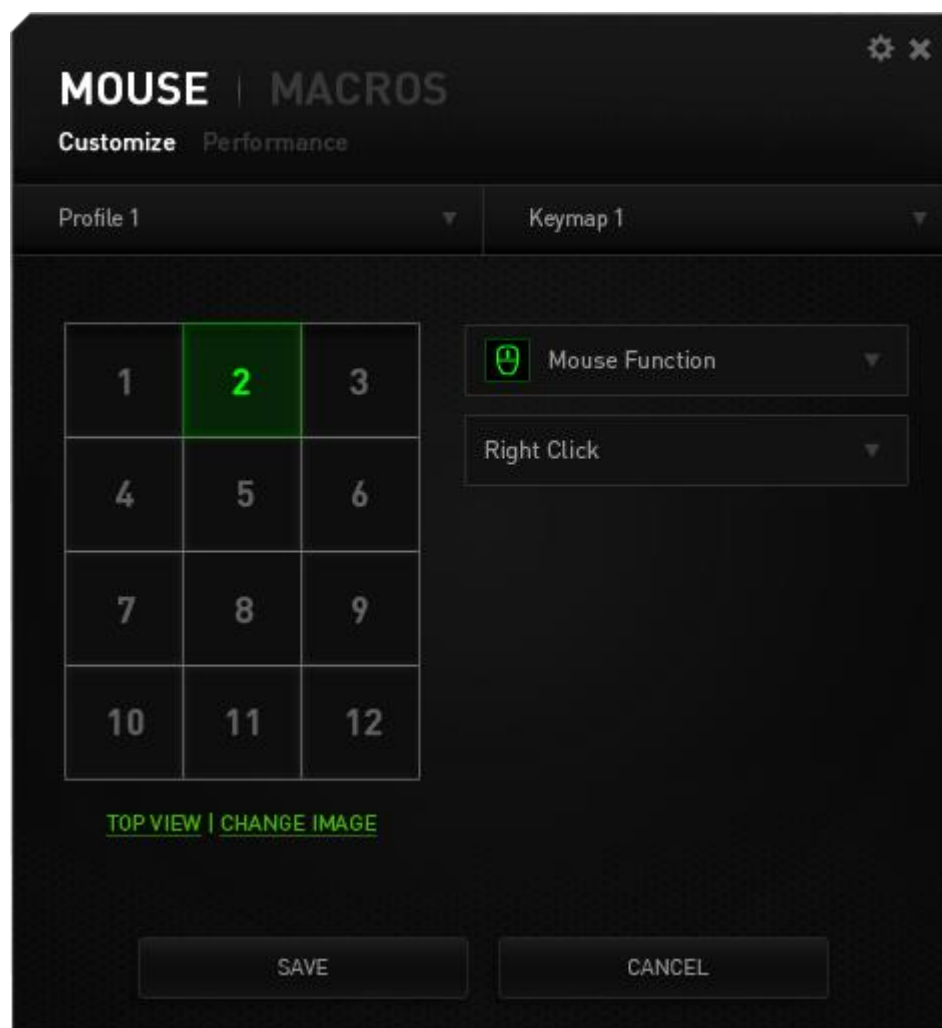 MOUSE | MACROS
Customize Performance
Profile 1 Keymap 1
1 2 3 Mouse Function
Right Click
4 5 6
7 8 9
10 11 12
TOP VIEW | CHANGE IMAGE
SAVE CANCEL